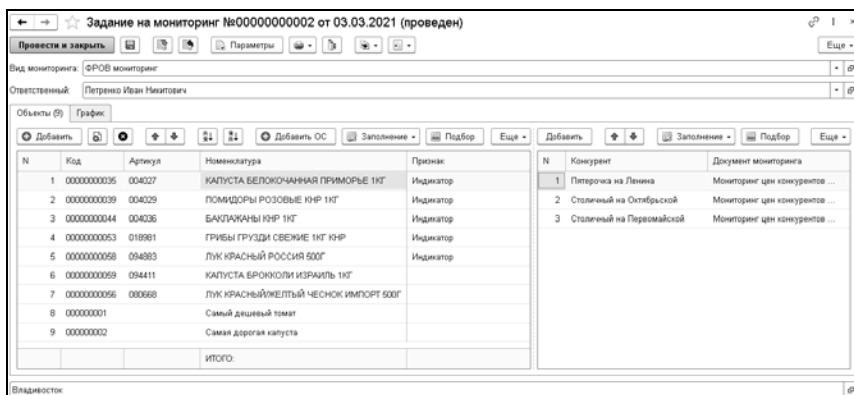 Задание на мониторинг №00000000002 от 03.03.2021 (проведен)
Провести и закрыть Параметры Еще
Вид мониторинга: ФРОВ мониторинг
Ответственный: Петренко Иван Никитович
Объекты (9) График
Добавить Добавить ОС Заполнение Подбор Еще Добавить Заполнение Подбор Еще
N Код Артикул Номенклатура Признак N Конкурент Документ мониторинга
1 00000000035 004027 КАПУСТА БЕЛОКОЧАННАЯ ПРИМОРЬЕ 1КГ Индикатор 1 Пятерочка на Ленина Мониторинг цен конкурентов ...
2 00000000039 004029 ПОМИДОРЫ РОЗОВЫЕ КНР 1КГ Индикатор 2 Столичный на Октябрьской Мониторинг цен конкурентов ...
3 00000000044 004036 БАКЛАЖАНЫ КНР 1КГ Индикатор 3 Столичный на Первомайской Мониторинг цен конкурентов ...
4 00000000053 018981 ГРИБЫ ГРУЗДИ СВЕЖИЕ 1КГ КНР Индикатор
5 00000000058 094883 ЛУК КРАСНЫЙ РОССИЯ 500Г Индикатор
6 00000000059 094411 КАПУСТА БРОККОЛИ ИЗРАИЛЬ 1КГ
7 00000000056 080668 ЛУК КРАСНЫЙ/ЖЕЛТЫЙ ЧЕСНОК ИМПОРТ 500Г
8 000000001 Самый дешевый томат
9 000000002 Самая дорогая капуста
ИТОГО:
Владивосток